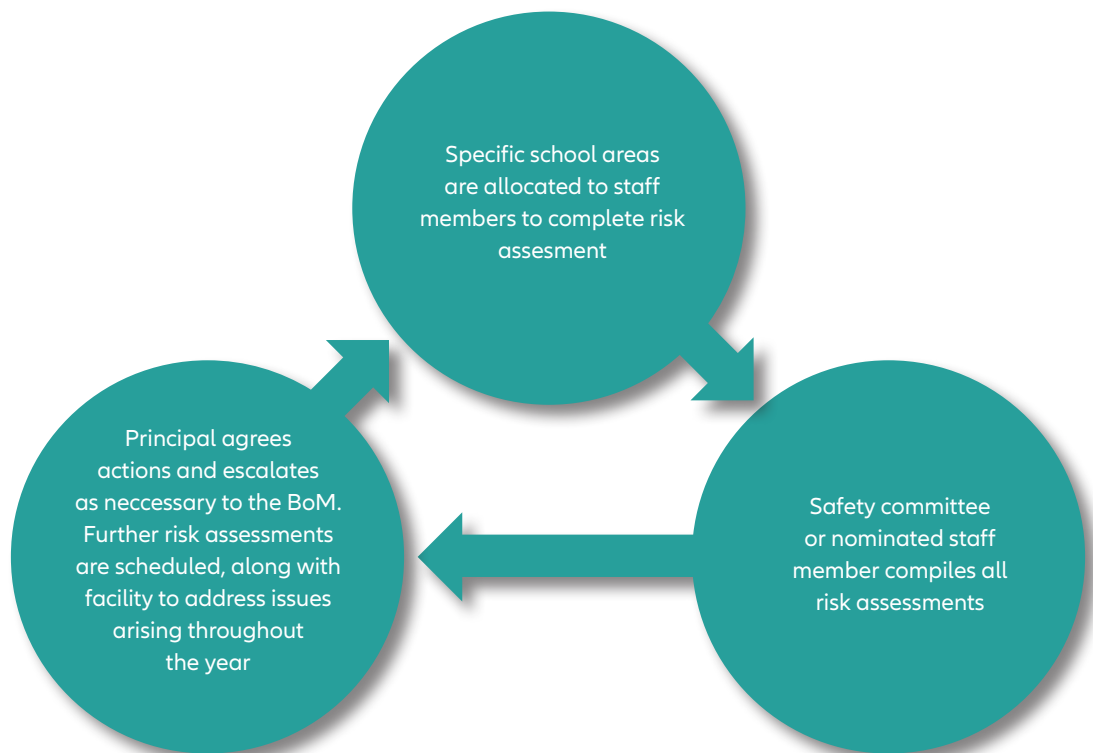 Specific school areas
are allocated to staff
members to complete risk
assesment
Safety committee
or nominated staff
member compiles all
risk assessments
Principal agrees
actions and escalates
as neccessary to the BoM.
Further risk assessments
are scheduled, along with
facility to address issues
arising throughout
the year